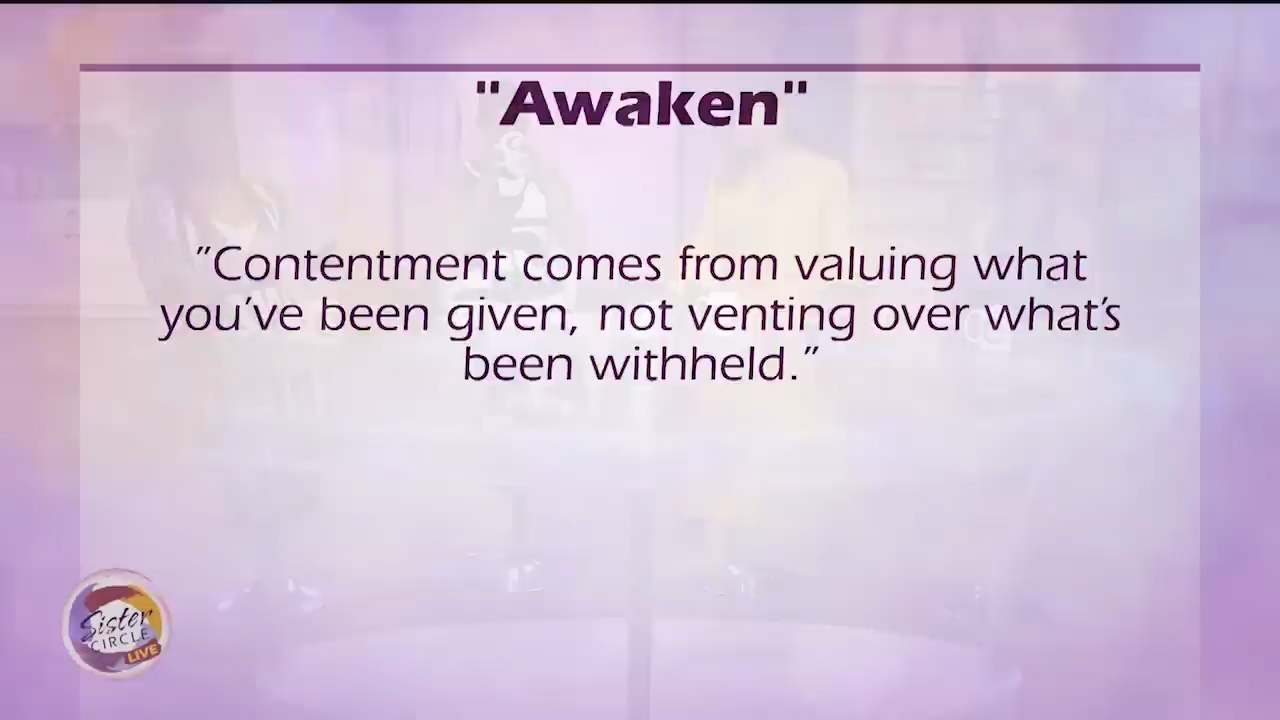 "Awaken"
"Contentment comes from valuing what
you've been given, not venting over what's
been withheld."
Sister
CIRCLE
LIVE